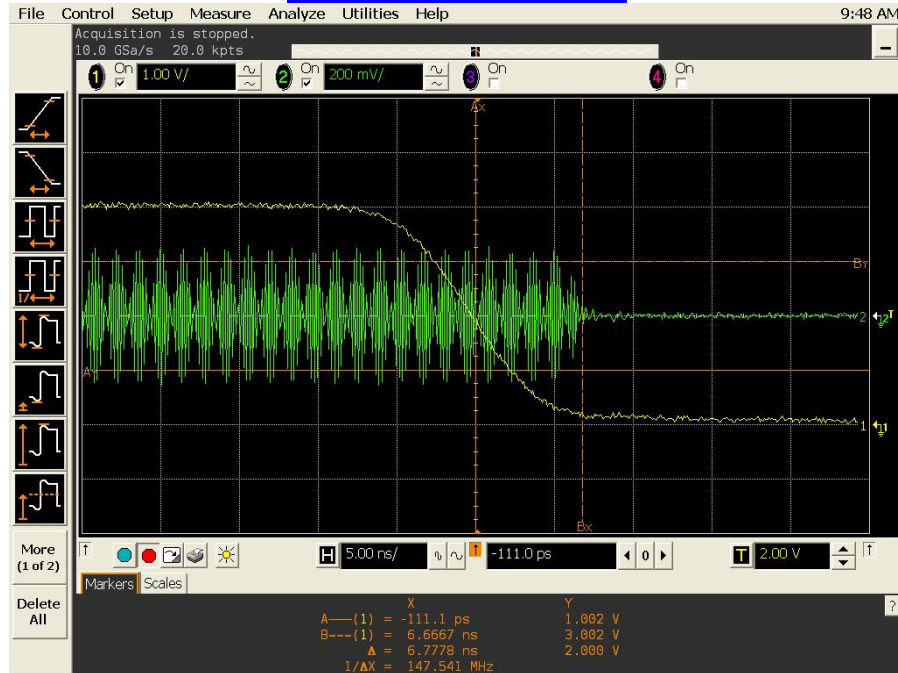 File Control Setup Measure Analyze Utilities Help 9:48 AM
Acquisition is stopped.
10.0 GSa/s 20.0 kpts
1 On 1.00 V/ 2 On 200 mV/ 3 On 4 On
Ax
By
2 2T
Ay
1 1
Bx
1/
More
(1 of 2)
Delete
All
H 5.00 ns/ T -111.0 ps 0 T 2.00 V
Markers Scales
?
X Y
A——(1) = -111.1 ps 1.002 V
B---(1) = 6.6667 ns 3.002 V
Δ = 6.7778 ns 2.000 V
1/ΔX = 147.541 MHz